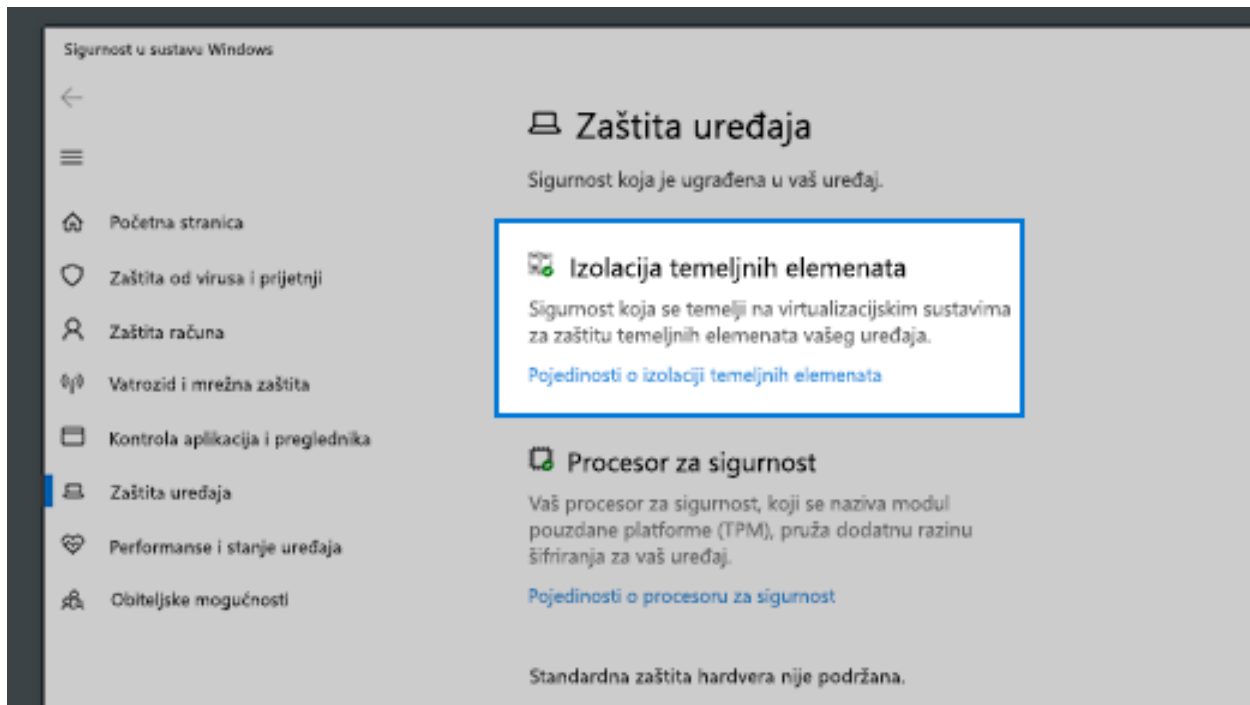 Sigurnost u sustavu Windows
Početna stranica
Zaštita od virusa i prijetnji
Zaštita računa
Vatrozid i mrežna zaštita
Kontrola aplikacija i preglednika
Zaštita uređaja
Performanse i stanje uređaja
Obiteljske mogućnosti
Zaštita uređaja
Sigurnost koja je ugrađena u vaš uređaj.
Izolacija temeljnih elemenata
Sigurnost koja se temelji na virtualizacijskim sustavima
za zaštitu temeljnih elemenata vašeg uređaja.
Pojedinosti o izolaciji temeljnih elemenata
Procesor za sigurnost
Vaš procesor za sigurnost, koji se naziva modul
pouzdane platforme (TPM), pruža dodatnu razinu
šifriranja za vaš uređaj.
Pojedinosti o procesoru za sigurnost
Standardna zaštita hardvera nije podržana.